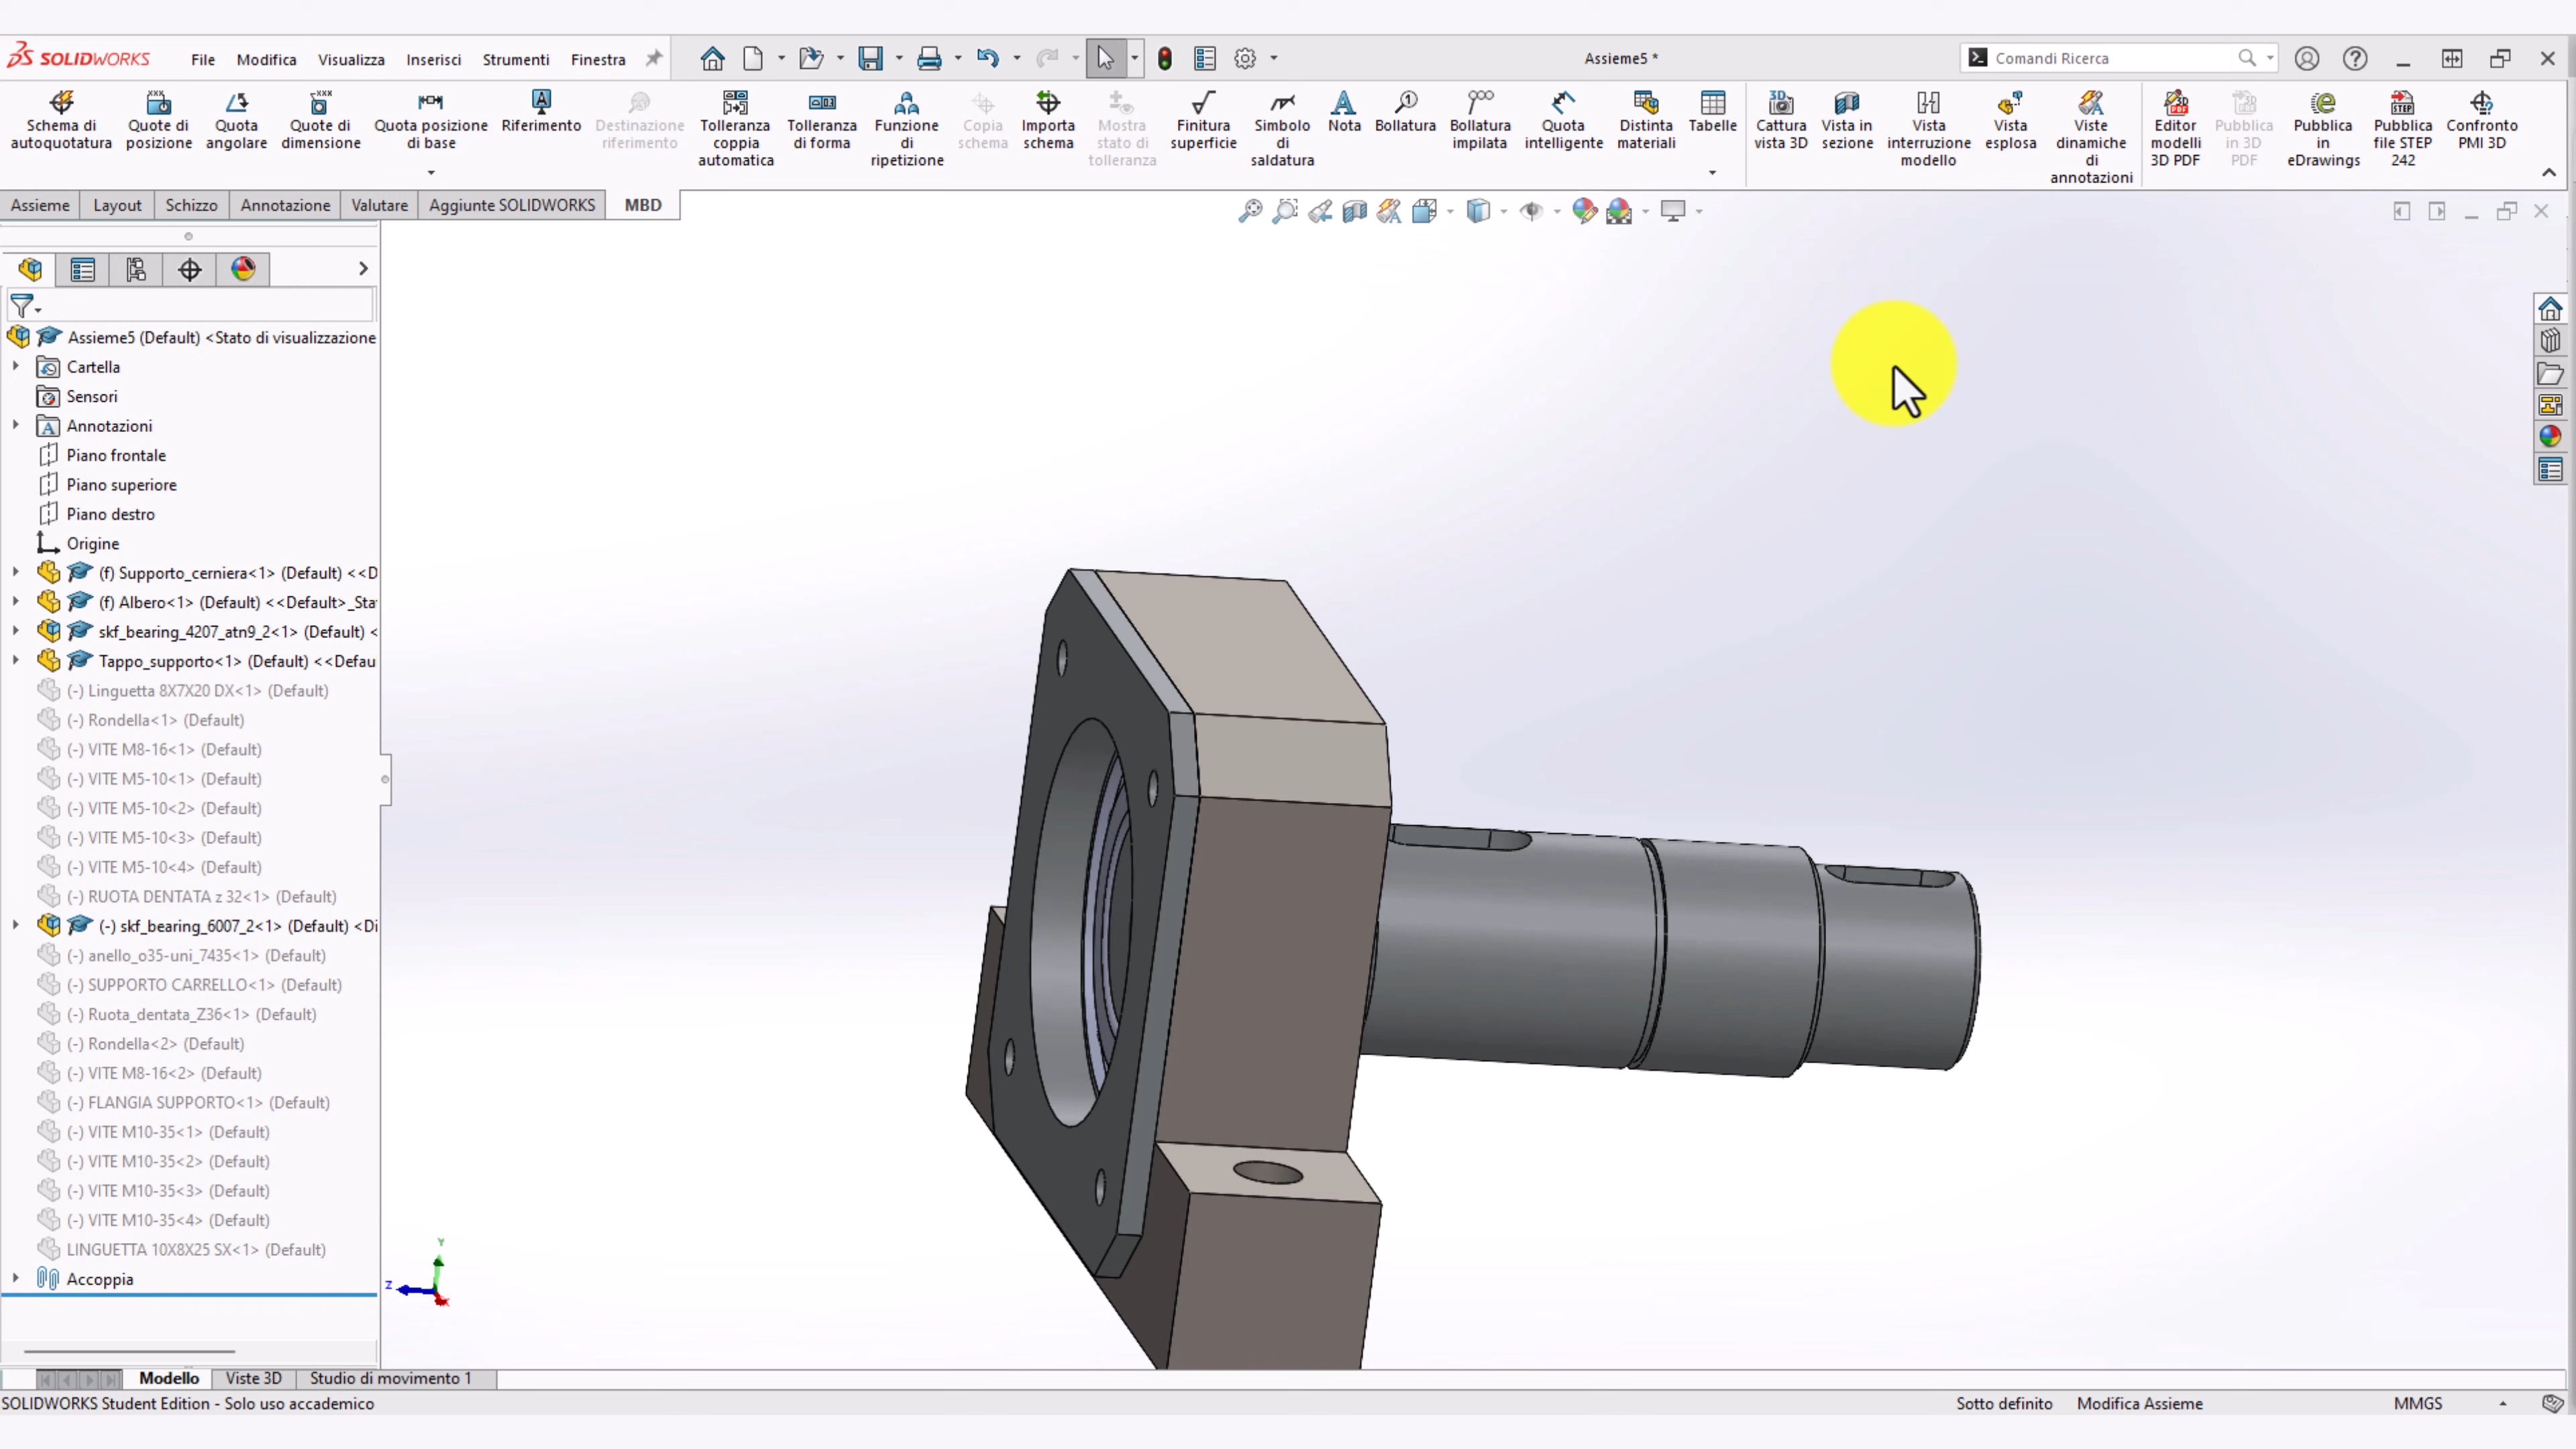 SOLIDWORKS File Modifica Visualizza Inserisci Strumenti Finestra Assieme5 * Comandi Ricerca
Schema di autoquotatura
Quote di posizione
Quota angolare
Quote di dimensione
Quota posizione di base
Riferimento
Destinazione riferimento
Tolleranza coppia automatica
Tolleranza di forma
Funzione di ripetizione
Copia schema
Importa schema
Mostra stato di tolleranza
Finitura superficie
Simbolo di saldatura
Nota
Bollatura
Bollatura impilata
Quota intelligente
Distinta materiali
Tabelle
Cattura vista 3D
Vista in sezione
Vista interruzione modello
Vista esplosa
Viste dinamiche di annotazioni
Editor modelli 3D PDF
Pubblica in 3D PDF
Pubblica in eDrawings
Pubblica file STEP 242
Confronto PMI 3D
Assieme Layout Schizzo Annotazione Valutare Aggiunte SOLIDWORKS MBD
Assieme5 (Default) <Stato di visualizzazione
Cartella
Sensori
Annotazioni
Piano frontale
Piano superiore
Piano destro
Origine
(f) Supporto_cerniera<1> (Default) <<D
(f) Albero<1> (Default) <<Default>_Sta
skf_bearing_4207_atn9_2<1> (Default) <
Tappo_supporto<1> (Default) <<Defau
(-) Linguetta 8X7X20 DX<1> (Default)
(-) Rondella<1> (Default)
(-) VITE M8-16<1> (Default)
(-) VITE M5-10<1> (Default)
(-) VITE M5-10<2> (Default)
(-) VITE M5-10<3> (Default)
(-) VITE M5-10<4> (Default)
(-) RUOTA DENTATA z 32<1> (Default)
(-) skf_bearing_6007_2<1> (Default) <Di
(-) anello_o35-uni_7435<1> (Default)
(-) SUPPORTO CARRELLO<1> (Default)
(-) Ruota_dentata_Z36<1> (Default)
(-) Rondella<2> (Default)
(-) VITE M8-16<2> (Default)
(-) FLANGIA SUPPORTO<1> (Default)
(-) VITE M10-35<1> (Default)
(-) VITE M10-35<2> (Default)
(-) VITE M10-35<3> (Default)
(-) VITE M10-35<4> (Default)
LINGUETTA 10X8X25 SX<1> (Default)
Accoppia
Y
Z
Modello Viste 3D Studio di movimento 1
SOLIDWORKS Student Edition - Solo uso accademico Sotto definito Modifica Assieme MMGS